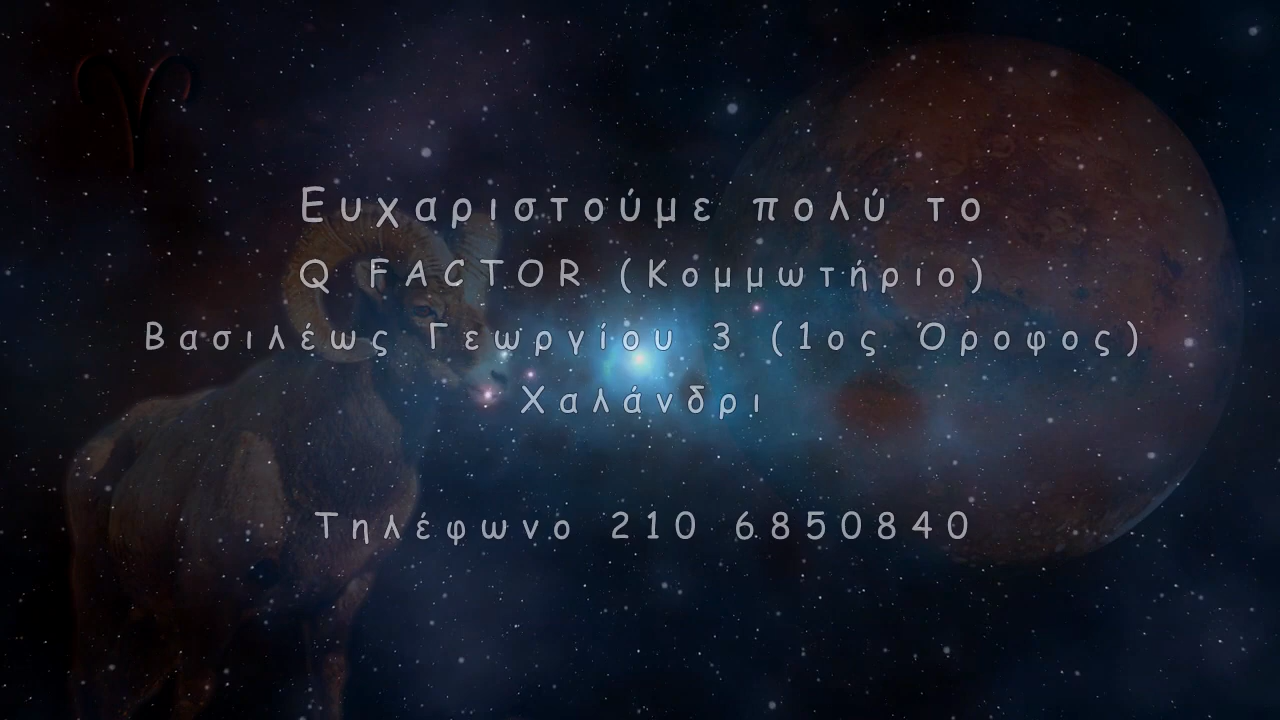 Ευχαριστούμε πολύ το
Q FACTOR (Κομμωτήριο)
Βασιλέως Γεωργίου 3 (1ος Όροφος)
Χαλάνδρι
Τηλέφωνο 210 6850840